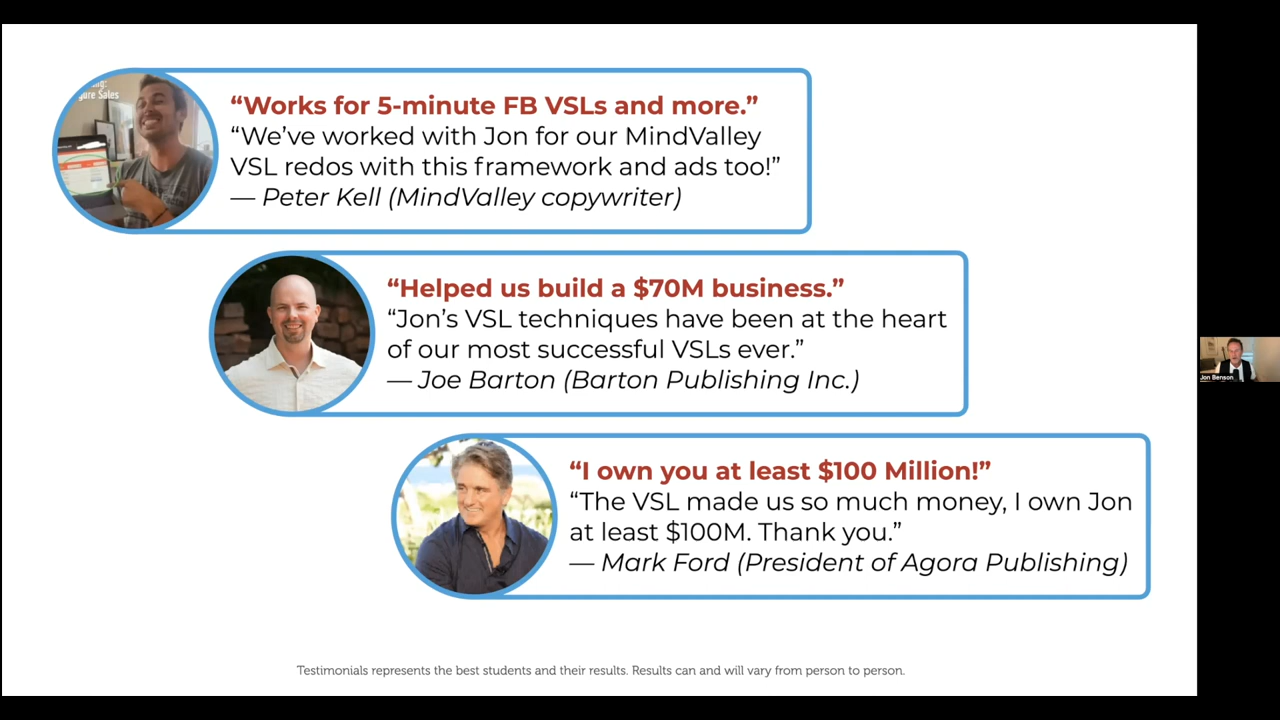 ng:
gure Sales
“Works for 5-minute FB VSLs and more.”
“We’ve worked with Jon for our MindValley
VSL redos with this framework and ads too!”
— Peter Kell (MindValley copywriter)
“Helped us build a $70M business.”
“Jon’s VSL techniques have been at the heart
of our most successful VSLs ever.”
— Joe Barton (Barton Publishing Inc.)
“I own you at least $100 Million!”
“The VSL made us so much money, I own Jon
at least $100M. Thank you.”
— Mark Ford (President of Agora Publishing)
Testimonials represents the best students and their results. Results can and will vary from person to person.
Jon Benson